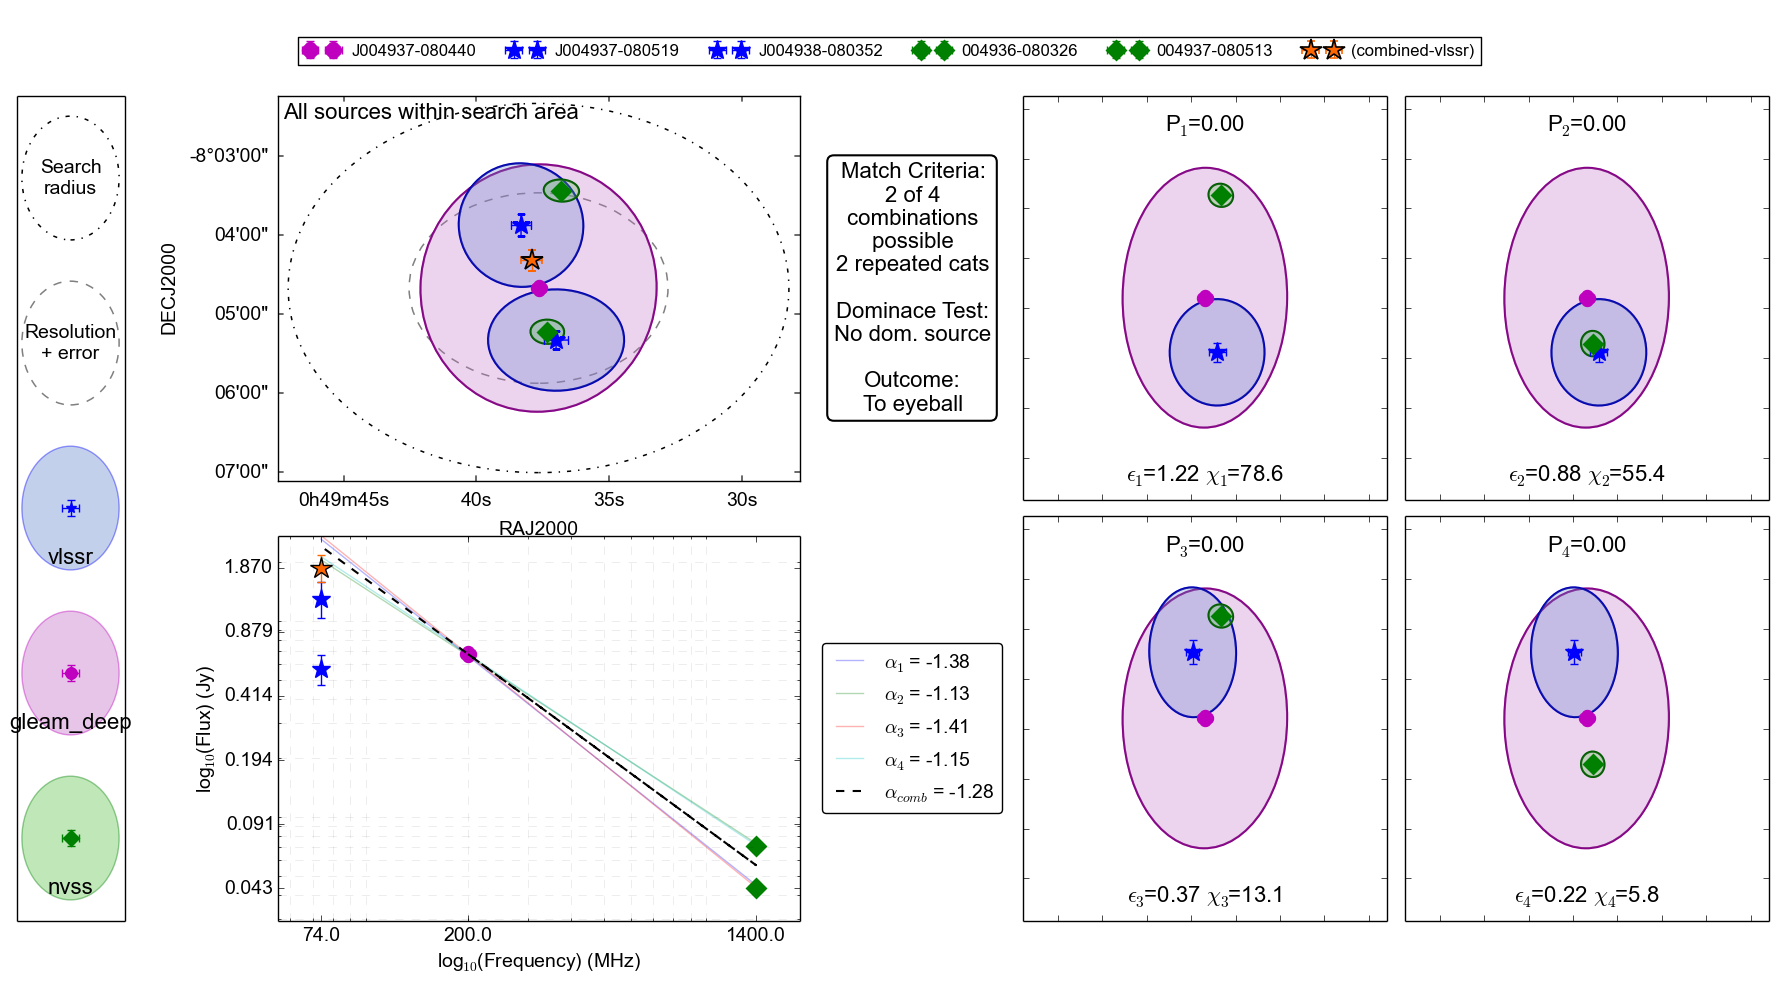 J004937-080440 J004937-080519 J004938-080352 004936-080326 004937-080513 (combined-vlssr)
Search
radius
Resolution
+ error
vlssr
gleam_deep
nvss
All sources within search area
DECJ2000
-8°03'00"
04'00"
05'00"
06'00"
07'00"
0h49m45s 40s 35s 30s
RAJ2000
Match Criteria:
2 of 4
combinations
possible
2 repeated cats
Dominace Test:
No dom. source
Outcome:
To eyeball
P1=0.00
ϵ1=1.22 χ1=78.6
P2=0.00
ϵ2=0.88 χ2=55.4
log10(Flux) (Jy)
1.870
0.879
0.414
0.194
0.091
0.043
74.0 200.0 1400.0
log10(Frequency) (MHz)
α1 = -1.38
α2 = -1.13
α3 = -1.41
α4 = -1.15
αcomb = -1.28
P3=0.00
ϵ3=0.37 χ3=13.1
P4=0.00
ϵ4=0.22 χ4=5.8